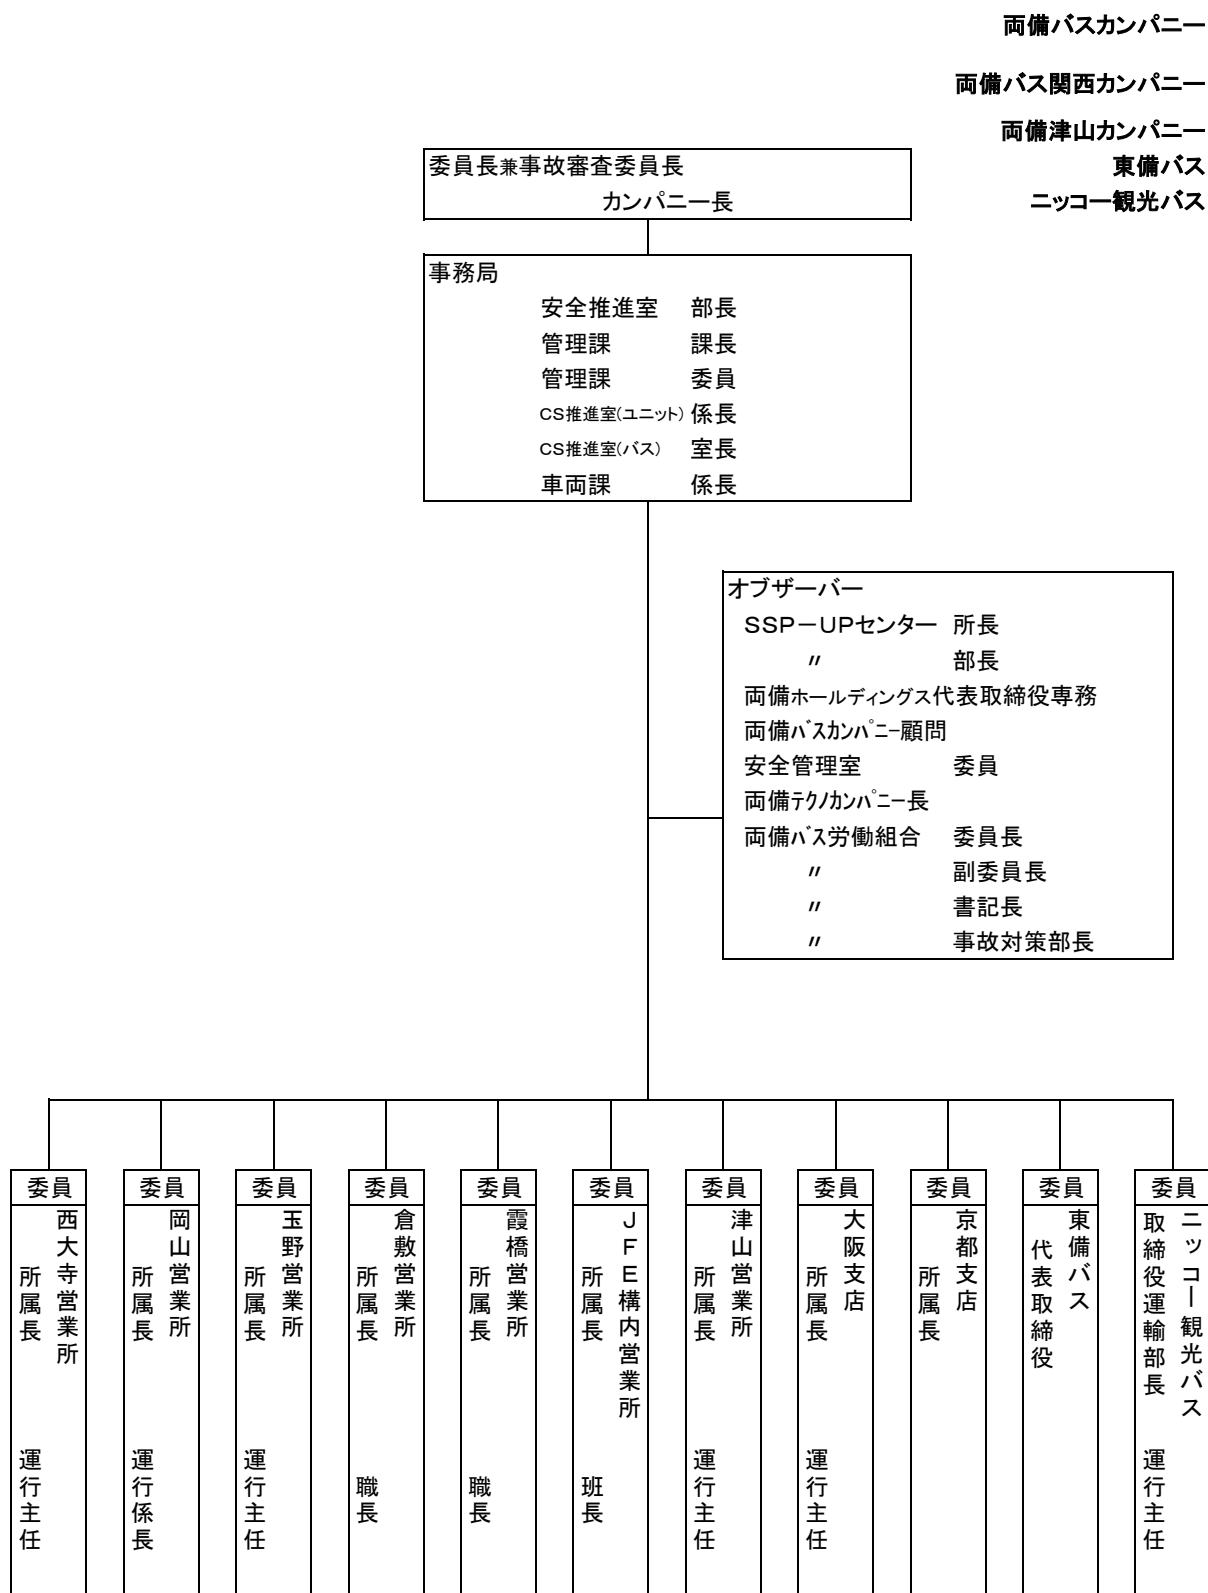 両備バスカンパニー
両備バス関西カンパニー
両備津山カンパニー
東備バス
ニッコー観光バス
委員長兼事故審査委員長
カンパニー長
事務局
安全推進室 部長
管理課 課長
管理課 委員
CS推進室(ユニット) 係長
CS推進室(バス) 室長
車両課 係長
オブザーバー
SSP－UPセンター 所長
〃 部長
両備ホールディングス代表取締役専務
両備バスカンパニー顧問
安全管理室 委員
両備テクノカンパニー長
両備バス労働組合 委員長
〃 副委員長
〃 書記長
〃 事故対策部長
委員
西大寺営業所
所属長 運行主任
委員
岡山営業所
所属長 運行係長
委員
玉野営業所
所属長 運行主任
委員
倉敷営業所
所属長 職長
委員
霞橋営業所
所属長 職長
委員
JFE構内営業所
所属長 班長
委員
津山営業所
所属長 運行主任
委員
大阪支店
所属長 運行主任
委員
京都支店
所属長
委員
東備バス
代表取締役
委員
ニッコー観光バス
取締役運輸部長 運行主任